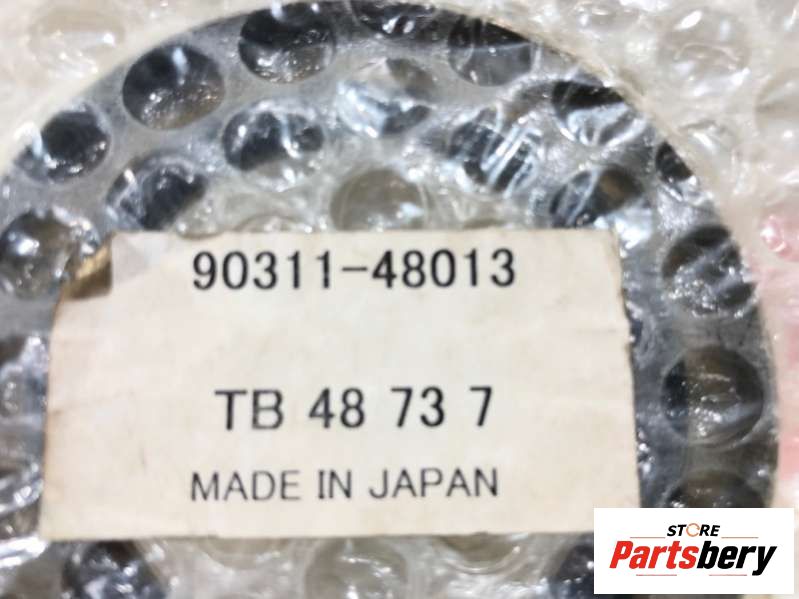 90311-48013
TB 48 73 7
MADE IN JAPAN
STORE
Partsbery